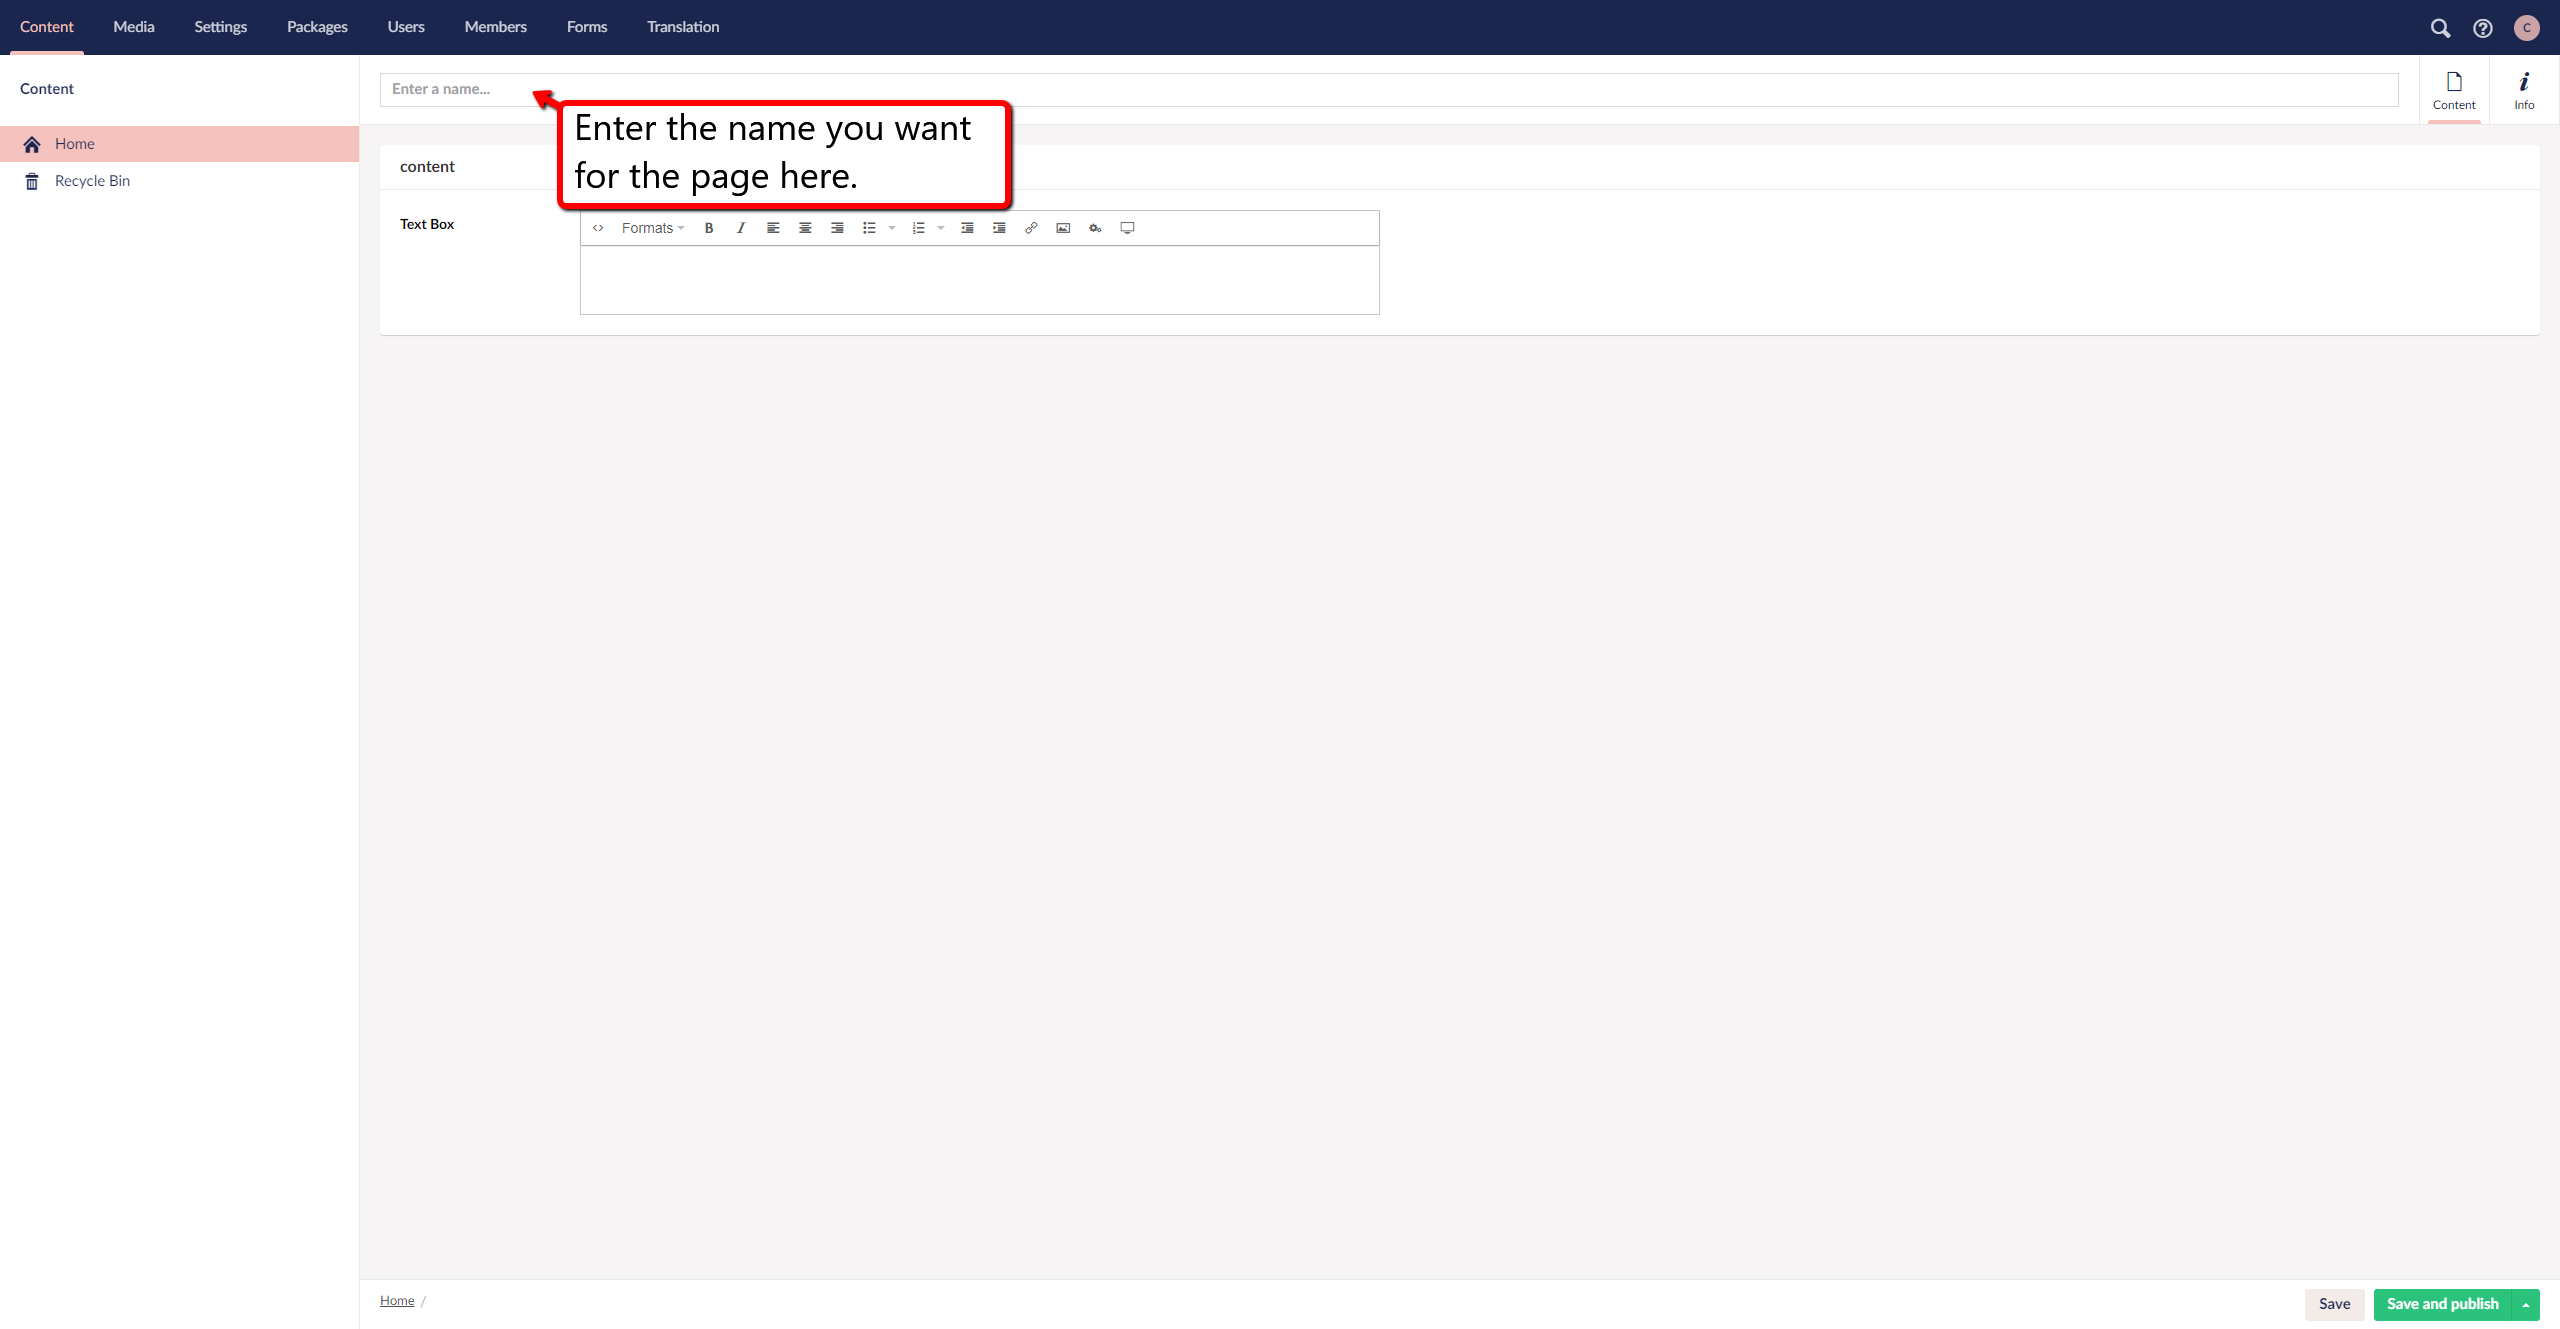 Content Media Settings Packages Users Members Forms Translation
C
Content
Enter a name...
Content
Info
Enter the name you want
for the page here.
Home
Recycle Bin
content
Text Box
Formats B I
Home /
Save
Save and publish